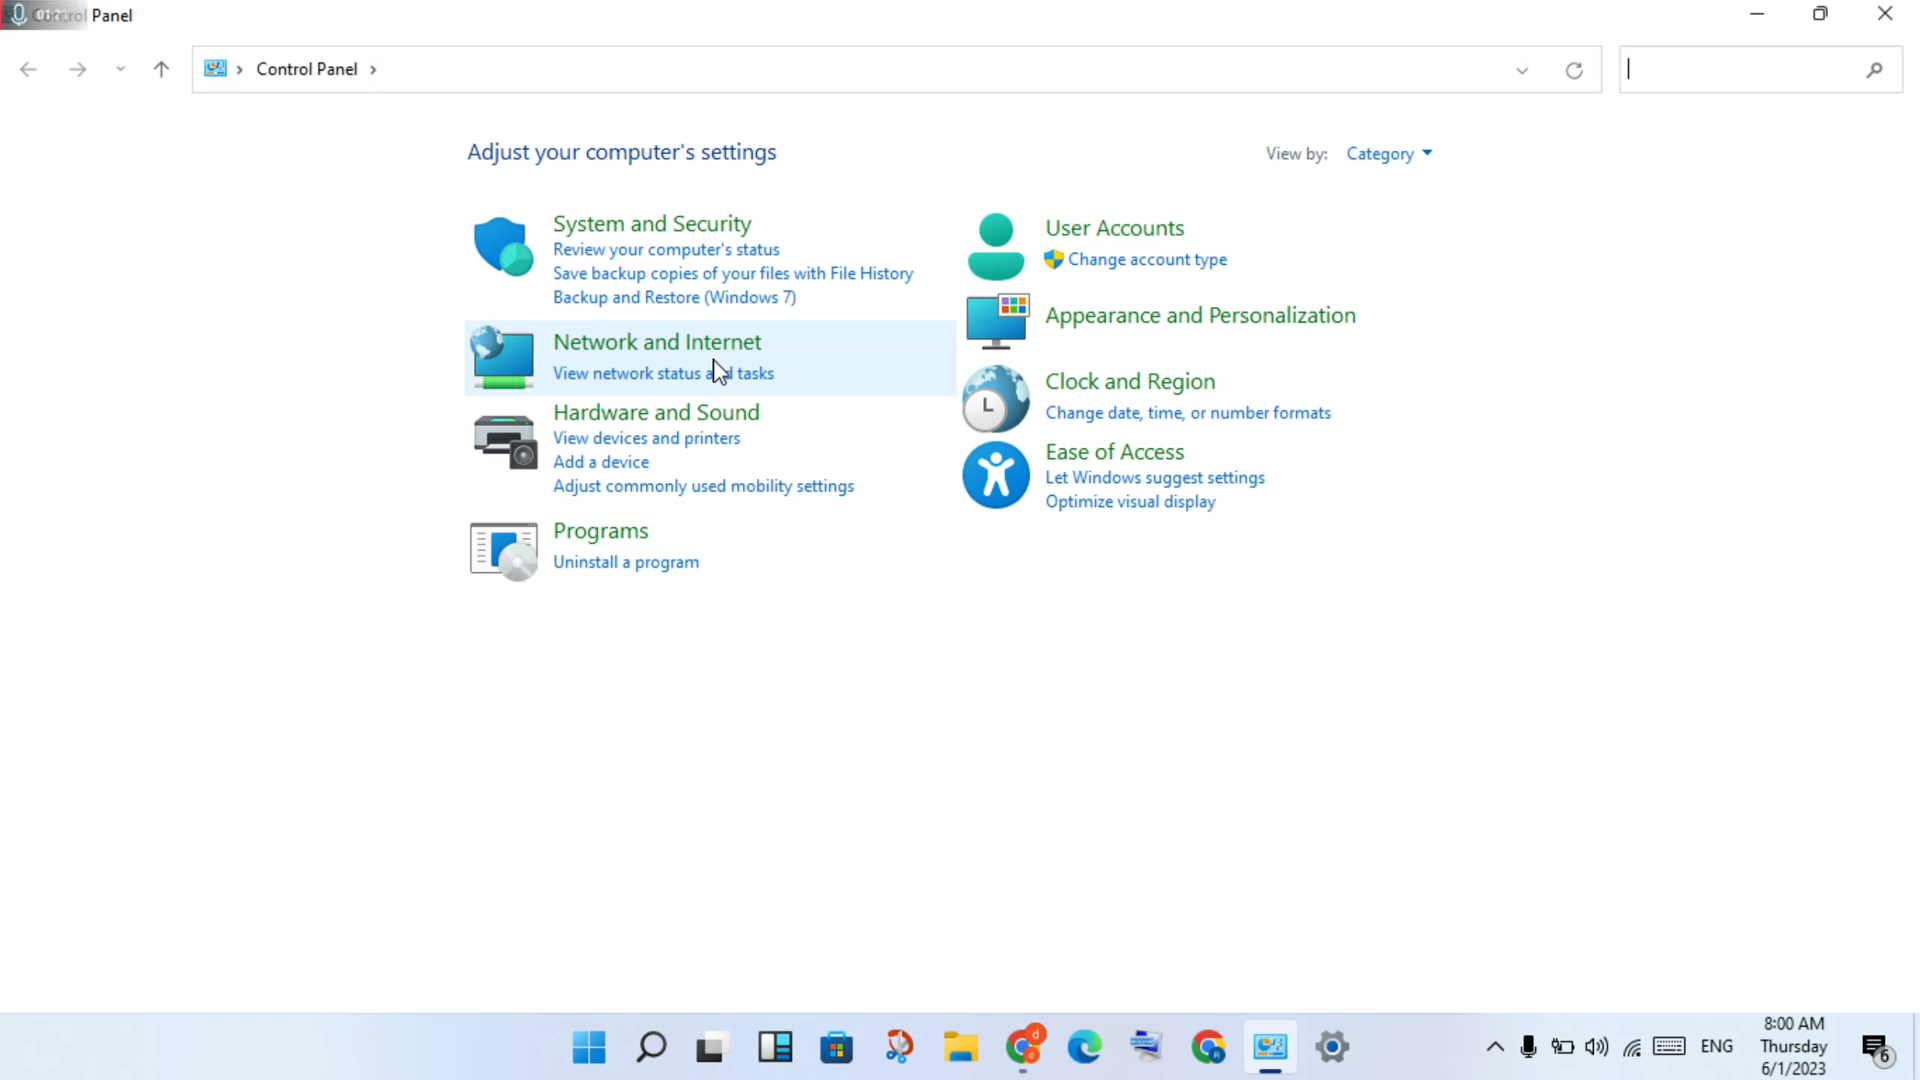 Control Panel
Control Panel
Adjust your computer's settings
View by: Category
System and Security
Review your computer's status
Save backup copies of your files with File History
Backup and Restore (Windows 7)
Network and Internet
View network status and tasks
Hardware and Sound
View devices and printers
Add a device
Adjust commonly used mobility settings
Programs
Uninstall a program
User Accounts
Change account type
Appearance and Personalization
Clock and Region
Change date, time, or number formats
Ease of Access
Let Windows suggest settings
Optimize visual display
d
R
ENG
8:00 AM
Thursday
6/1/2023
6